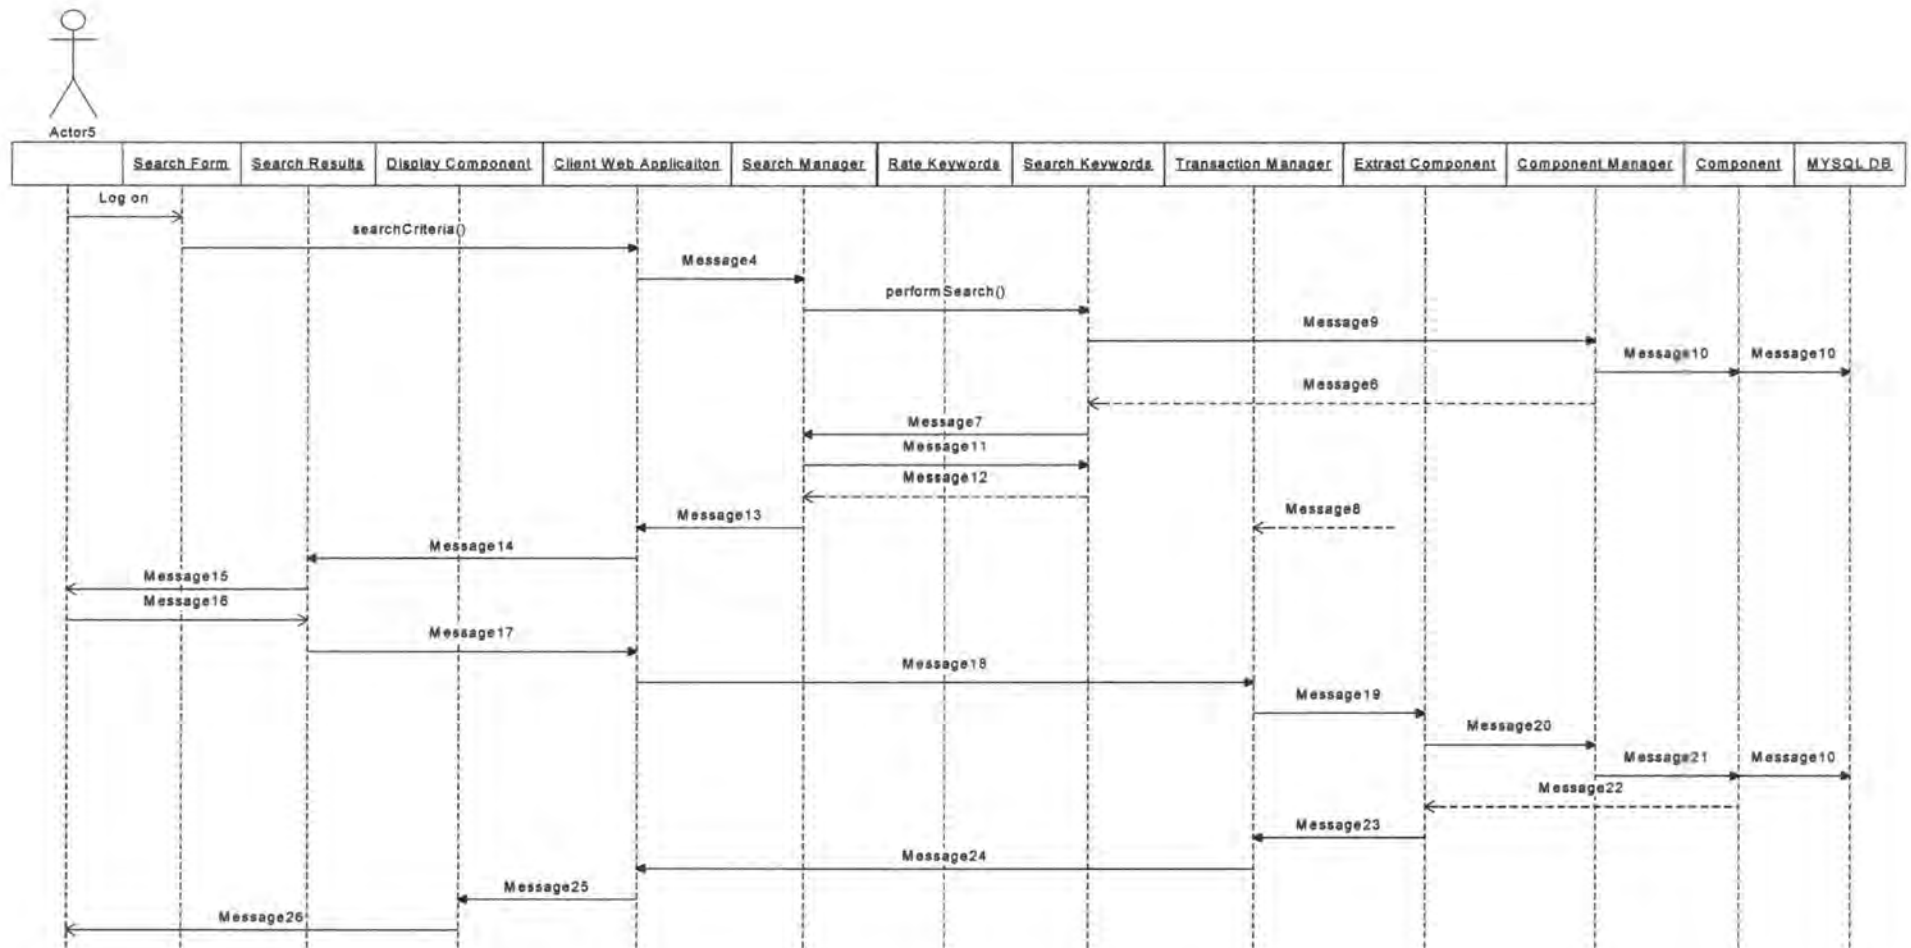 Actor5
Search Form Search Results Display Component Client Web Applicaiton Search Manager Rate Keywords Search Keywords Transaction Manager Extract Component Component Manager Component MYSQL DB
Log on
searchCriteria()
Message4
performSearch()
Message9
Message10 Message10
Message6
Message7
Message11
Message12
Message13 Message8
Message14
Message15
Message16
Message17
Message18
Message19
Message20
Message21 Message10
Message22
Message23
Message24
Message25
Message26